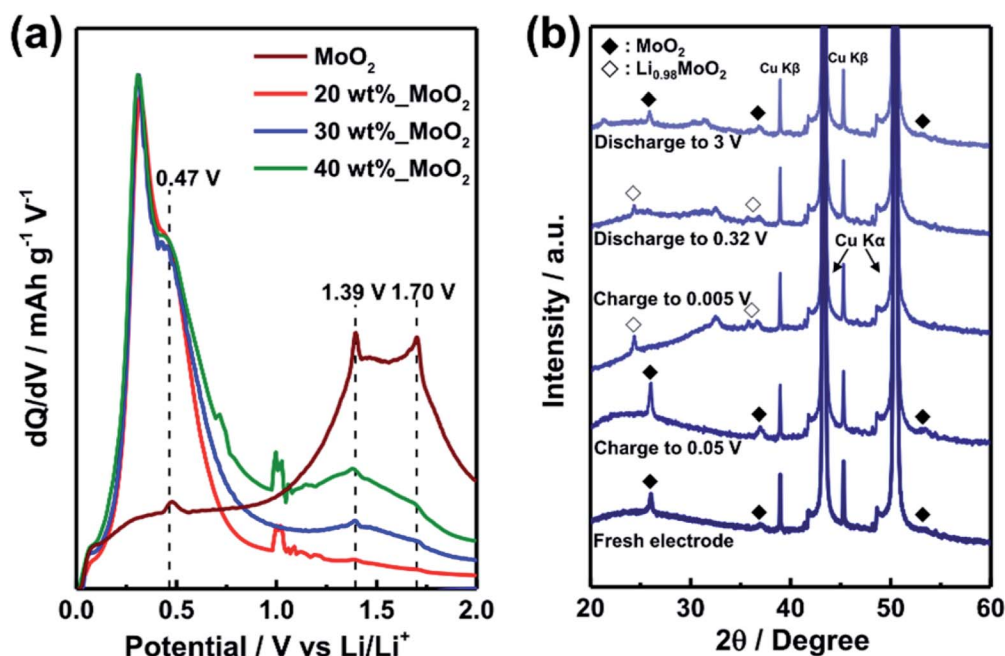 (a)
MoO₂
20 wt%_MoO₂
30 wt%_MoO₂
40 wt%_MoO₂
0.47 V
1.39 V
1.70 V
dQ/dV / mAh g⁻¹ V⁻¹
0.0
0.5
1.0
1.5
2.0
Potential / V vs Li/Li⁺
(b)
◆ : MoO₂
◇ : Li₀.₉₈MoO₂
Cu Kβ
Cu Kβ
Discharge to 3 V
Discharge to 0.32 V
Cu Kα
Charge to 0.005 V
Charge to 0.05 V
Fresh electrode
Intensity / a.u.
20
30
40
50
60
2θ / Degree